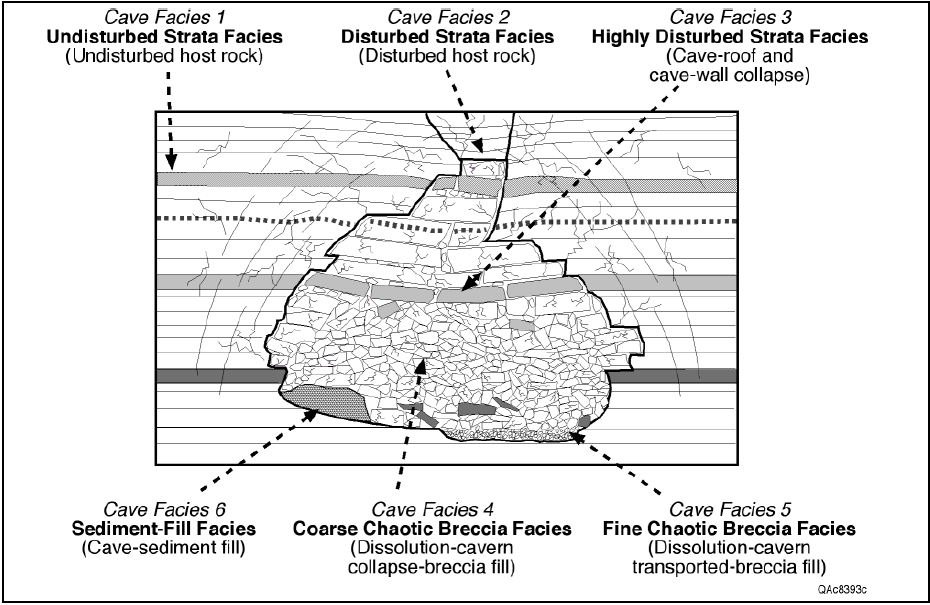 Cave Facies 1
Undisturbed Strata Facies
(Undisturbed host rock)
Cave Facies 2
Disturbed Strata Facies
(Disturbed host rock)
Cave Facies 3
Highly Disturbed Strata Facies
(Cave-roof and
cave-wall collapse)
Cave Facies 6
Sediment-Fill Facies
(Cave-sediment fill)
Cave Facies 4
Coarse Chaotic Breccia Facies
(Dissolution-cavern
collapse-breccia fill)
Cave Facies 5
Fine Chaotic Breccia Facies
(Dissolution-cavern
transported-breccia fill)
QAc8393c